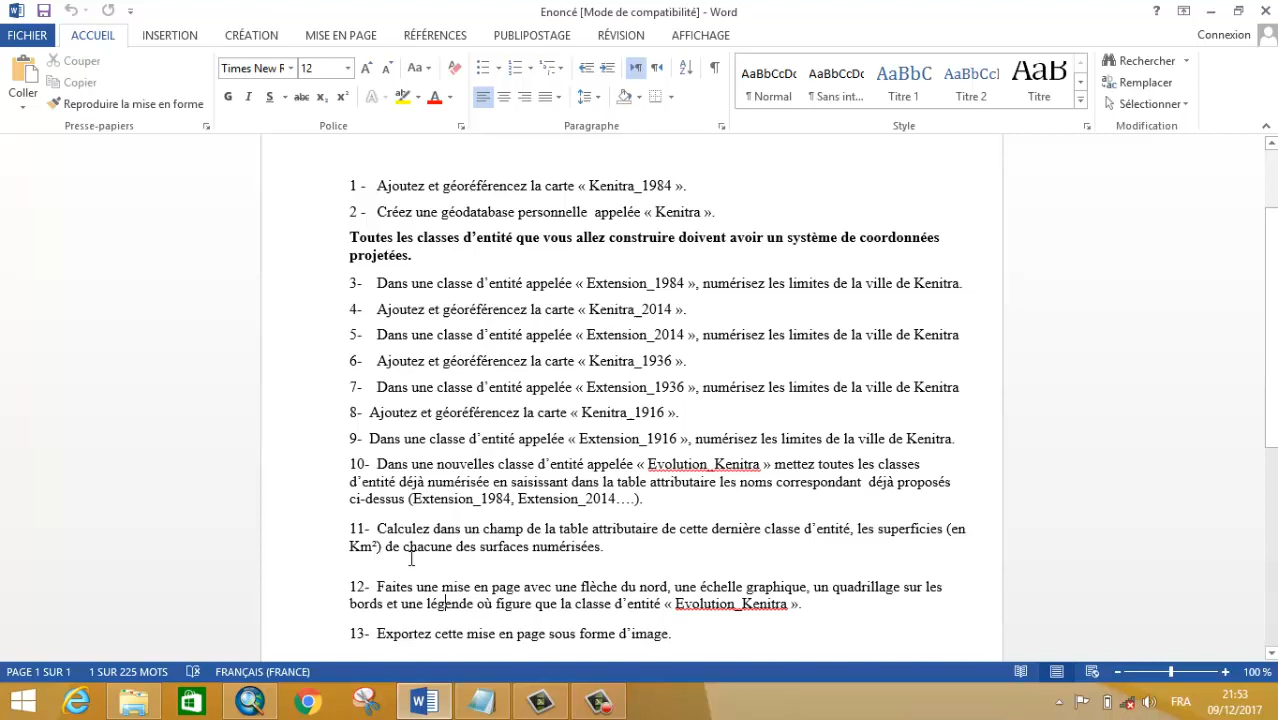 Enoncé [Mode de compatibilité] - Word
FICHIER ACCUEIL INSERTION CRÉATION MISE EN PAGE RÉFÉRENCES PUBLIPOSTAGE RÉVISION AFFICHAGE Connexion
Coller
Couper
Copier
Reproduire la mise en forme
Presse-papiers
Times New R 12 Aa
G I S abc x₂ x² A A
Police
Paragraphe
AaBbCcDc AaBbCcDc AaBbC AaBbCcI AaB
¶ Normal ¶ Sans int... Titre 1 Titre 2 Titre
Style
Rechercher
Remplacer
Sélectionner
Modification
1 - Ajoutez et géoréférencez la carte « Kenitra_1984 ».
2 - Créez une géodatabase personnelle appelée « Kenitra ».
Toutes les classes d’entité que vous allez construire doivent avoir un système de coordonnées
projetées.
3- Dans une classe d’entité appelée « Extension_1984 », numérisez les limites de la ville de Kenitra.
4- Ajoutez et géoréférencez la carte « Kenitra_2014 ».
5- Dans une classe d’entité appelée « Extension_2014 », numérisez les limites de la ville de Kenitra
6- Ajoutez et géoréférencez la carte « Kenitra_1936 ».
7- Dans une classe d’entité appelée « Extension_1936 », numérisez les limites de la ville de Kenitra
8- Ajoutez et géoréférencez la carte « Kenitra_1916 ».
9- Dans une classe d’entité appelée « Extension_1916 », numérisez les limites de la ville de Kenitra.
10- Dans une nouvelles classe d’entité appelée « Evolution_Kenitra » mettez toutes les classes
d’entité déjà numérisée en saisissant dans la table attributaire les noms correspondant déjà proposés
ci-dessus (Extension_1984, Extension_2014….).
11- Calculez dans un champ de la table attributaire de cette dernière classe d’entité, les superficies (en
Km²) de chacune des surfaces numérisées.
12- Faites une mise en page avec une flèche du nord, une échelle graphique, un quadrillage sur les
bords et une légende où figure que la classe d’entité « Evolution_Kenitra ».
13- Exportez cette mise en page sous forme d’image.
PAGE 1 SUR 1 1 SUR 225 MOTS FRANÇAIS (FRANCE) 100 %
FRA
21:53
09/12/2017